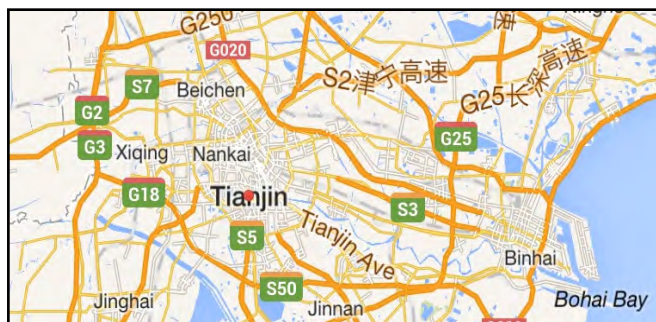 G250
G020
速
S7
Beichen
S2津宁高速
G25长深高速
G2
G25
G3
Xiqing
Nankai
G18
Tianjin
S3
S5
Tianjin Ave
Binhai
S50
Jinghai
Jinnan
Bohai Bay